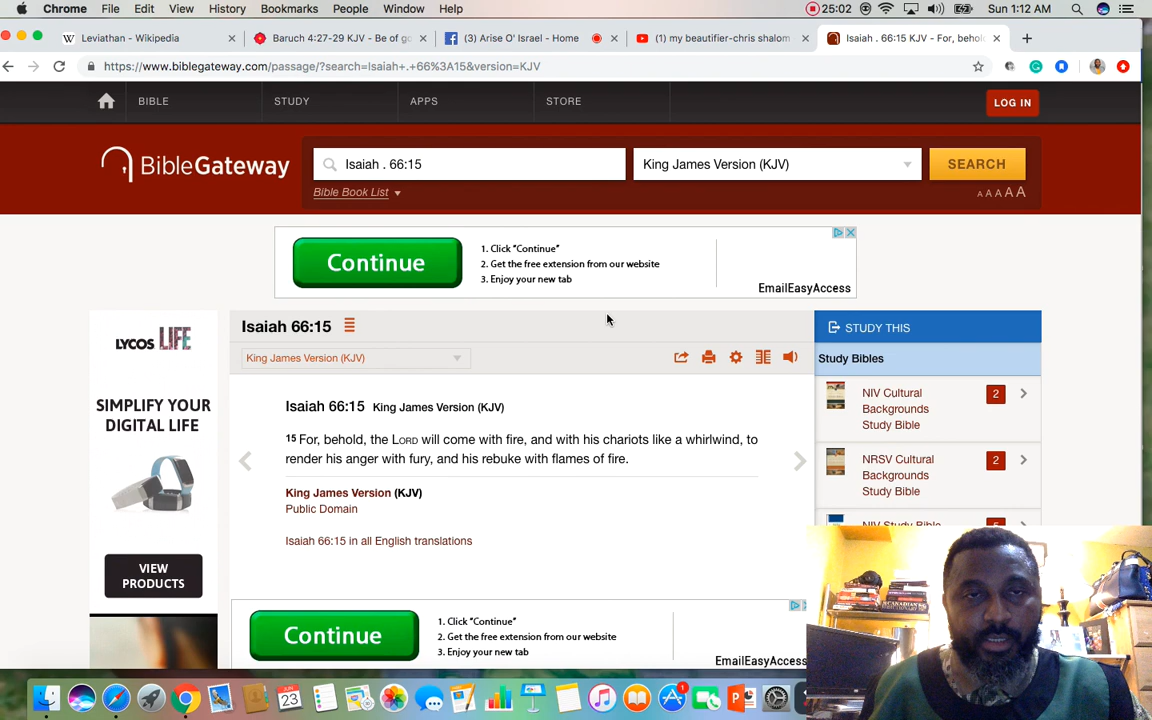 Chrome File Edit View History Bookmarks People Window Help 25:02 Sun 1:12 AM
Leviathan - Wikipedia
Baruch 4:27-29 KJV - Be of go
(3) Arise O' Israel - Home
(1) my beautifier-chris shalom
Isaiah . 66:15 KJV - For, behol
https://www.biblegateway.com/passage/?search=Isaiah+.+66%3A15&version=KJV
BIBLE STUDY APPS STORE LOG IN
BibleGateway
Isaiah . 66:15 King James Version (KJV) SEARCH
Bible Book List A A A A A
Continue
1. Click "Continue"
2. Get the free extension from our website
3. Enjoy your new tab
EmailEasyAccess
LYCOS LIFE
SIMPLIFY YOUR
DIGITAL LIFE
VIEW
PRODUCTS
Isaiah 66:15
King James Version (KJV)
Isaiah 66:15 King James Version (KJV)
15 For, behold, the LORD will come with fire, and with his chariots like a whirlwind, to
render his anger with fury, and his rebuke with flames of fire.
King James Version (KJV)
Public Domain
Isaiah 66:15 in all English translations
STUDY THIS
Study Bibles
NIV Cultural
Backgrounds
Study Bible
2
NRSV Cultural
Backgrounds
Study Bible
2
NIV Study Bible
Continue
1. Click "Continue"
2. Get the free extension from our website
3. Enjoy your new tab
EmailEasyAccess
JUN
23
1